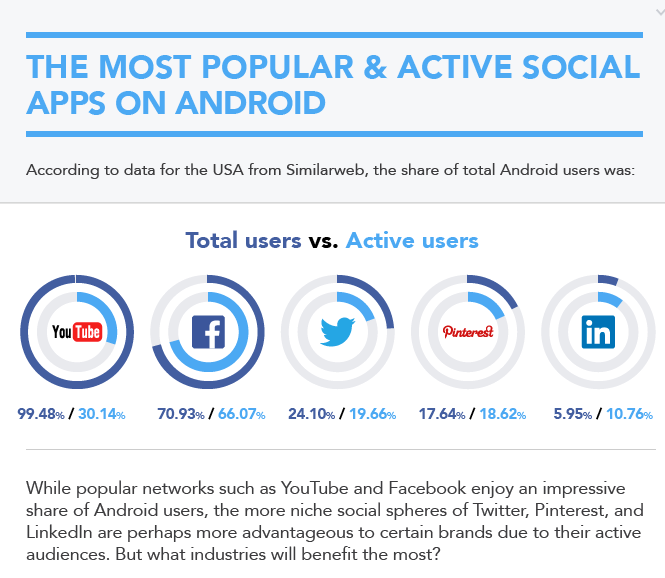 THE MOST POPULAR & ACTIVE SOCIAL
APPS ON ANDROID
According to data for the USA from Similarweb, the share of total Android users was:
Total users vs. Active users
YouTube f Pinterest in
99.48% / 30.14% 70.93% / 66.07% 24.10% / 19.66% 17.64% / 18.62% 5.95% / 10.76%
While popular networks such as YouTube and Facebook enjoy an impressive
share of Android users, the more niche social spheres of Twitter, Pinterest, and
LinkedIn are perhaps more advantageous to certain brands due to their active
audiences. But what industries will benefit the most?